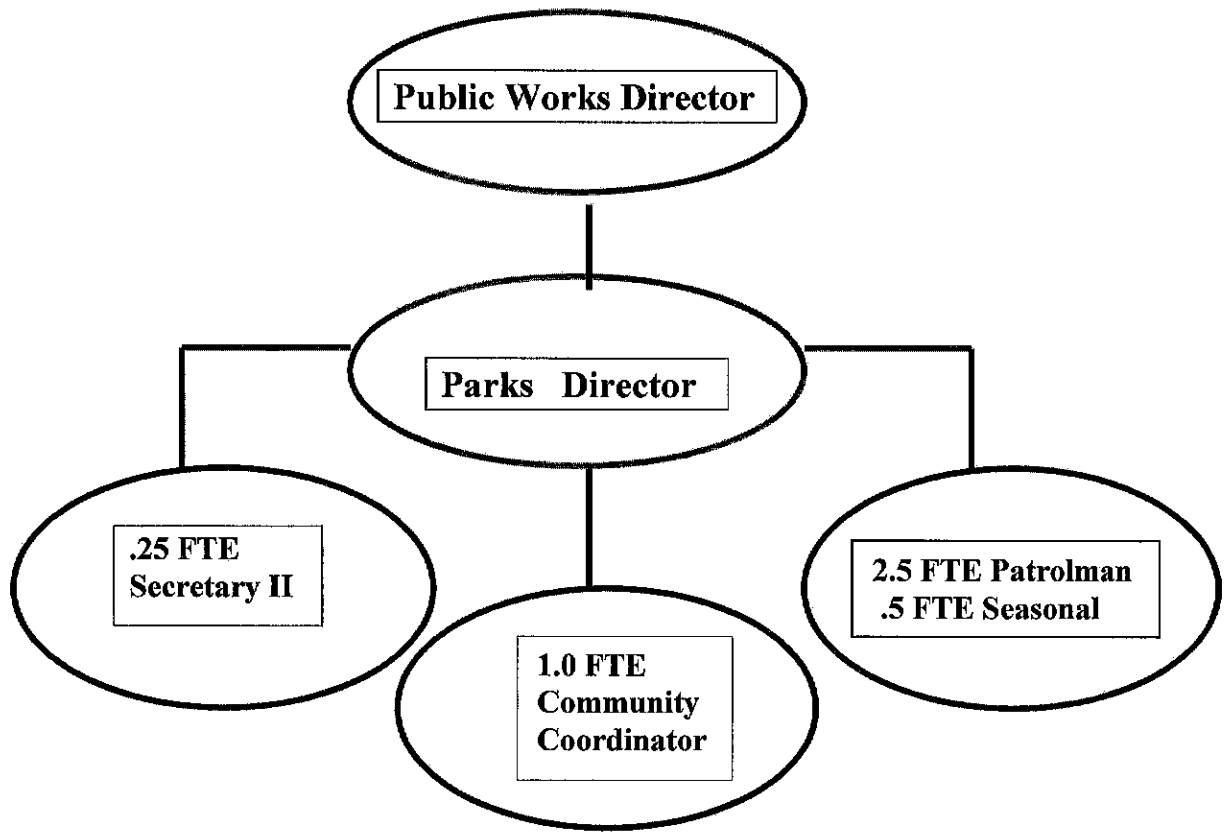 Public Works Director
Parks Director
.25 FTE
Secretary II
1.0 FTE
Community
Coordinator
2.5 FTE Patrolman
.5 FTE Seasonal